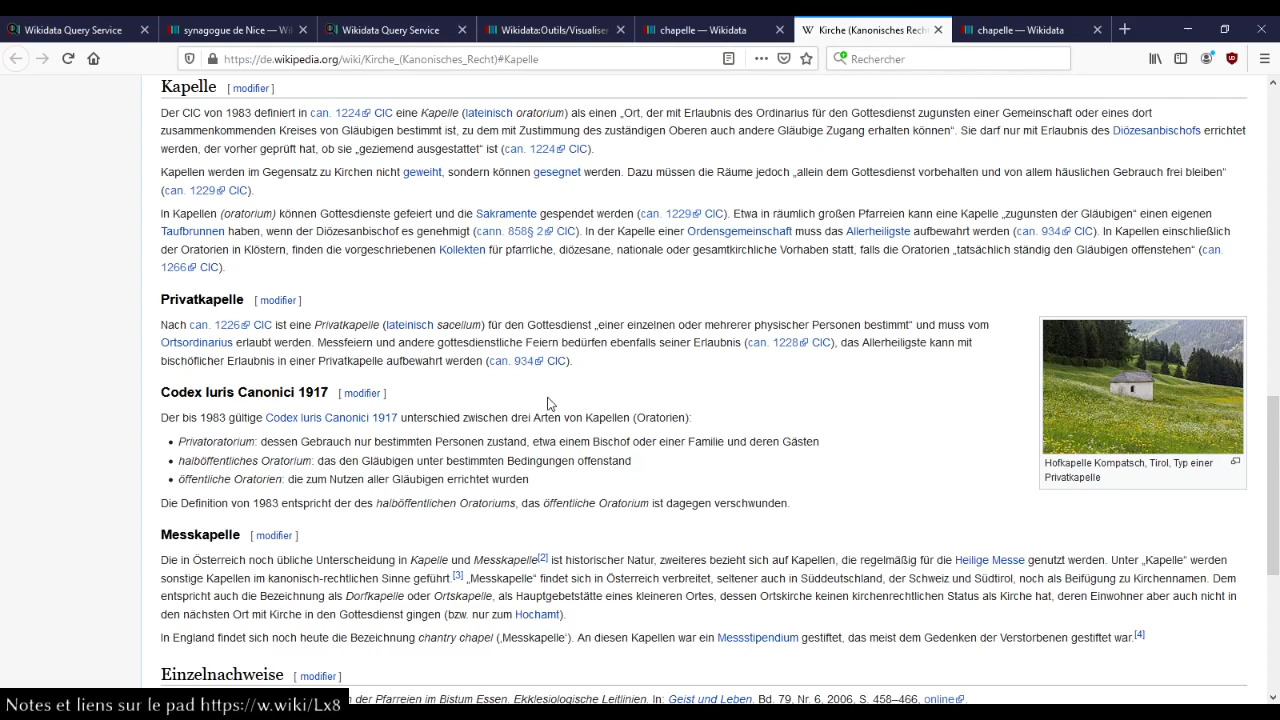 Wikidata Query Service
synagogue de Nice — Wi
Wikidata Query Service
Wikidata:Outils/Visualiser
chapelle — Wikidata
W Kirche (Kanonisches Rech
chapelle — Wikidata
https://de.wikipedia.org/wiki/Kirche_(Kanonisches_Recht)#Kapelle
Rechercher
Kapelle [ modifier ]
Der CIC von 1983 definiert in can. 1224 CIC eine Kapelle (lateinisch oratorium) als einen „Ort, der mit Erlaubnis des Ordinarius für den Gottesdienst zugunsten einer Gemeinschaft oder eines dort
zusammenkommenden Kreises von Gläubigen bestimmt ist, zu dem mit Zustimmung des zuständigen Oberen auch andere Gläubige Zugang erhalten können“. Sie darf nur mit Erlaubnis des Diözesanbischofs errichtet
werden, der vorher geprüft hat, ob sie „geziemend ausgestattet“ ist (can. 1224 CIC).
Kapellen werden im Gegensatz zu Kirchen nicht geweiht, sondern können gesegnet werden. Dazu müssen die Räume jedoch „allein dem Gottesdienst vorbehalten und von allem häuslichen Gebrauch frei bleiben“
(can. 1229 CIC).
In Kapellen (oratorium) können Gottesdienste gefeiert und die Sakramente gespendet werden (can. 1229 CIC). Etwa in räumlich großen Pfarreien kann eine Kapelle „zugunsten der Gläubigen“ einen eigenen
Taufbrunnen haben, wenn der Diözesanbischof es genehmigt (cann. 858§ 2 CIC). In der Kapelle einer Ordensgemeinschaft muss das Allerheiligste aufbewahrt werden (can. 934 CIC). In Kapellen einschließlich
der Oratorien in Klöstern, finden die vorgeschriebenen Kollekten für pfarrliche, diözesane, nationale oder gesamtkirchliche Vorhaben statt, falls die Oratorien „tatsächlich ständig den Gläubigen offenstehen“ (can.
1266 CIC).
Privatkapelle [ modifier ]
Nach can. 1226 CIC ist eine Privatkapelle (lateinisch sacellum) für den Gottesdienst „einer einzelnen oder mehrerer physischer Personen bestimmt“ und muss vom
Ortsordinarius erlaubt werden. Messfeiern und andere gottesdienstliche Feiern bedürfen ebenfalls seiner Erlaubnis (can. 1228 CIC), das Allerheiligste kann mit
bischöflicher Erlaubnis in einer Privatkapelle aufbewahrt werden (can. 934 CIC).
Hofkapelle Kompatsch, Tirol, Typ einer
Privatkapelle
Codex Iuris Canonici 1917 [ modifier ]
Der bis 1983 gültige Codex Iuris Canonici 1917 unterschied zwischen drei Arten von Kapellen (Oratorien):
• Privatoratorium: dessen Gebrauch nur bestimmten Personen zustand, etwa einem Bischof oder einer Familie und deren Gästen
• halböffentliches Oratorium: das den Gläubigen unter bestimmten Bedingungen offenstand
• öffentliche Oratorien: die zum Nutzen aller Gläubigen errichtet wurden
Die Definition von 1983 entspricht der des halböffentlichen Oratoriums, das öffentliche Oratorium ist dagegen verschwunden.
Messkapelle [ modifier ]
Die in Österreich noch übliche Unterscheidung in Kapelle und Messkapelle[2] ist historischer Natur, zweiteres bezieht sich auf Kapellen, die regelmäßig für die Heilige Messe genutzt werden. Unter „Kapelle“ werden
sonstige Kapellen im kanonisch-rechtlichen Sinne geführt.[3] „Messkapelle“ findet sich in Österreich verbreitet, seltener auch in Süddeutschland, der Schweiz und Südtirol, noch als Beifügung zu Kirchennamen. Dem
entspricht auch die Bezeichnung als Dorfkapelle oder Ortskapelle, als Hauptgebetstätte eines kleineren Ortes, dessen Ortskirche keinen kirchenrechtlichen Status als Kirche hat, deren Einwohner aber auch nicht in
den nächsten Ort mit Kirche in den Gottesdienst gingen (bzw. nur zum Hochamt).
In England findet sich noch heute die Bezeichnung chantry chapel (‚Messkapelle‘). An diesen Kapellen war ein Messstipendium gestiftet, das meist dem Gedenken der Verstorbenen gestiftet war.[4]
Einzelnachweise [ modifier ]
n der Pfarreien im Bistum Essen. Ekklesiologische Leitlinien. In: Geist und Leben. Bd. 79, Nr. 6, 2006, S. 458–466, online.
Notes et liens sur le pad https://w.wiki/Lx8